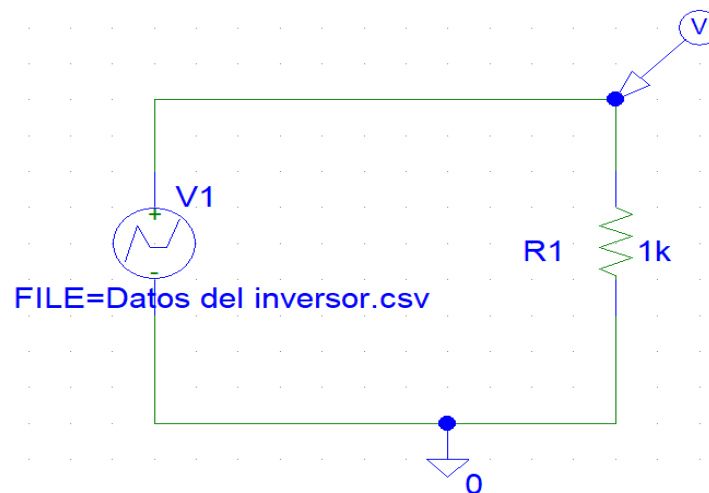 V
V1
+
R1 1k
-
FILE=Datos del inversor.csv
0